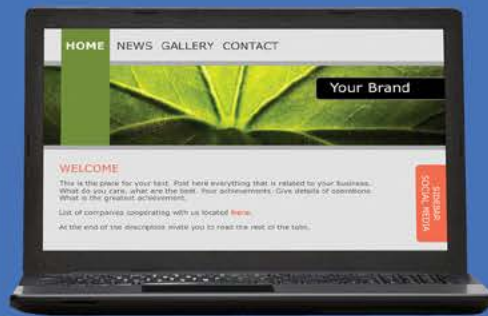 HOME NEWS GALLERY CONTACT
Your Brand
WELCOME
This is the place for your text. Post here everything that is related to your business.
What do you care, what are the best. Your achievements. Give details of operations.
What is the greatest achievement.
List of companies cooperating with us located here.
At the end of the description invite you to read the rest of the tabs.
SIDEBAR
SOCIAL MEDIA